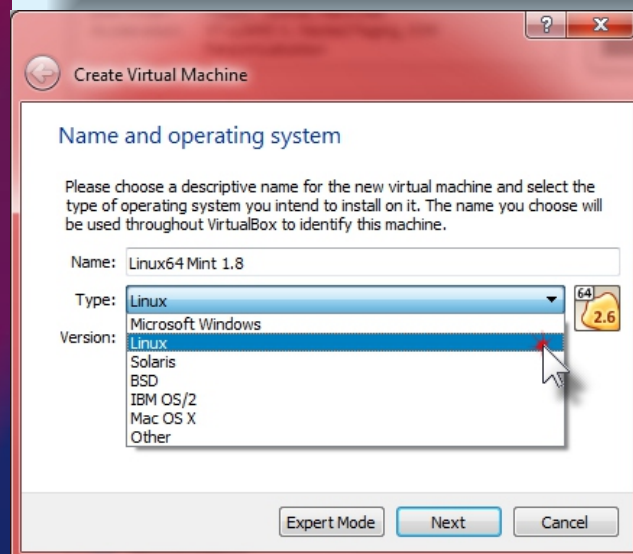 Create Virtual Machine
Name and operating system
Please choose a descriptive name for the new virtual machine and select the
type of operating system you intend to install on it. The name you choose will
be used throughout VirtualBox to identify this machine.
Name: Linux64 Mint 1.8
Type: Linux
64
2.6
Microsoft Windows
Version: Linux
Solaris
BSD
IBM OS/2
Mac OS X
Other
Expert Mode Next Cancel